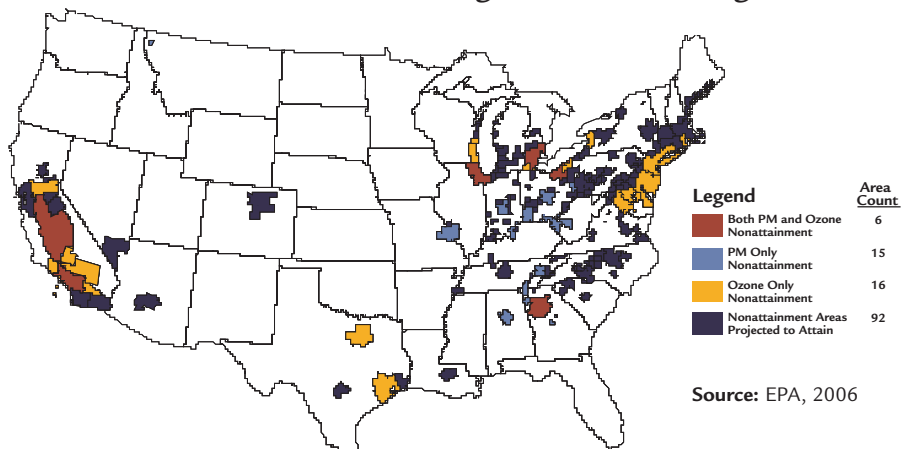 Legend
Area
Count
Both PM and Ozone
Nonattainment
6
PM Only
Nonattainment
15
Ozone Only
Nonattainment
16
Nonattainment Areas
Projected to Attain
92
Source: EPA, 2006